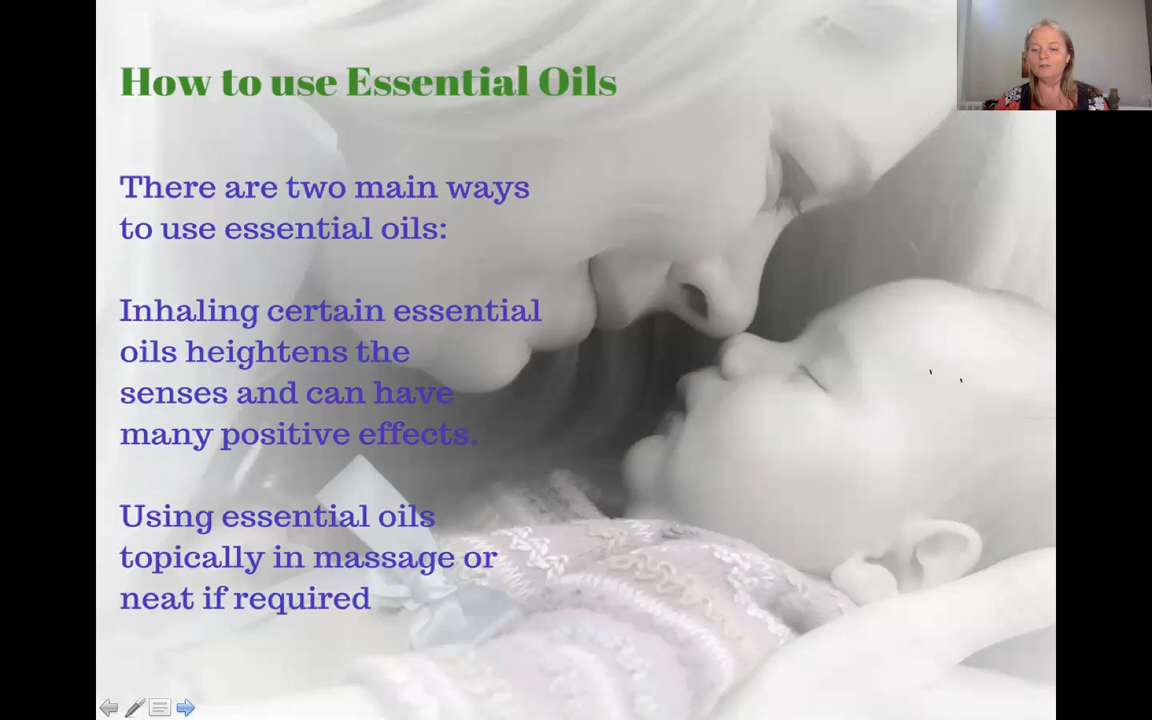 How to use Essential Oils
There are two main ways
to use essential oils:
Inhaling certain essential
oils heightens the
senses and can have
many positive effects.
Using essential oils
topically in massage or
neat if required